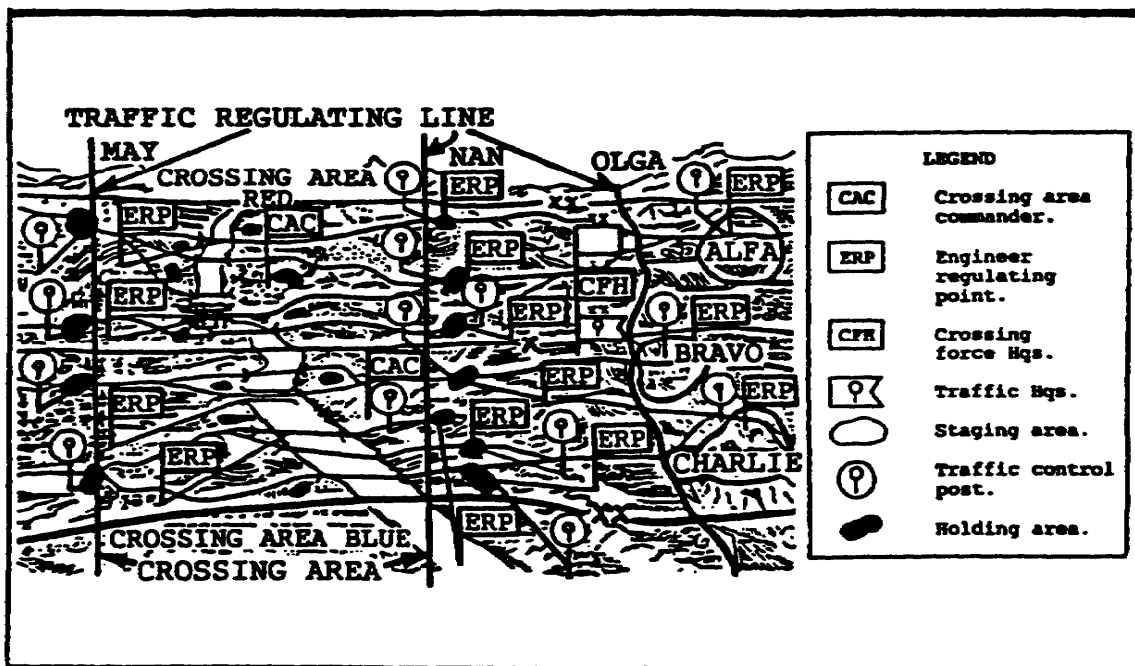 TRAFFIC REGULATING LINE
MAY
NAN
OLGA
CROSSING AREA
RED
ERP
ERP
ERP
CAC
ERP
ALFA
CFH
ERP
ERP
ERP
BRAVO
CAC
ERP
ERP
ERP
ERP
ERP
ERP
CHARLIE
ERP
CROSSING AREA BLUE
CROSSING AREA
LEGEND
CAC Crossing area
commander.
ERP Engineer
regulating
point.
CFH Crossing
force Hqs.
Traffic Hqs.
Staging area.
Traffic control
post.
Holding area.